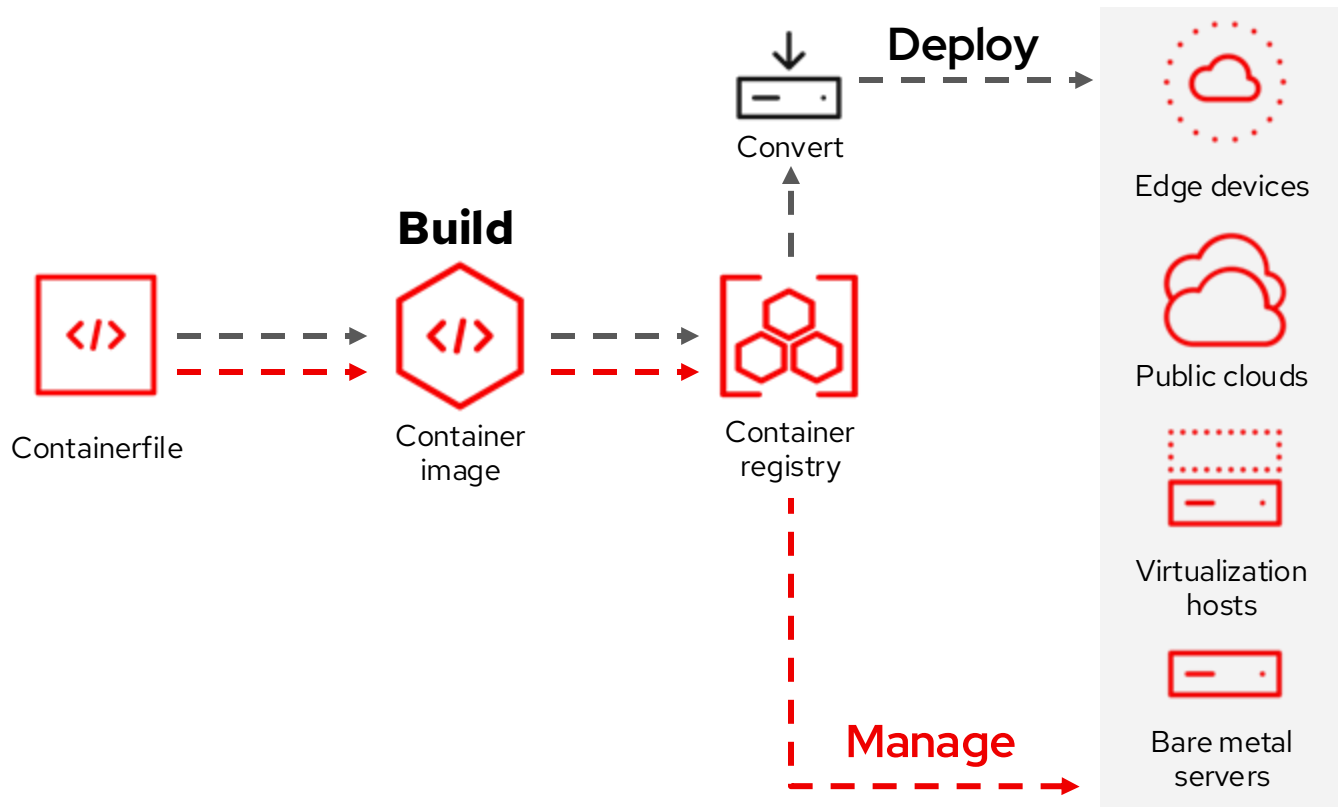 Deploy
Convert
Edge devices
Build
</>
</>
Containerfile
Container
image
Container
registry
Public clouds
Virtualization
hosts
Manage
Bare metal
servers